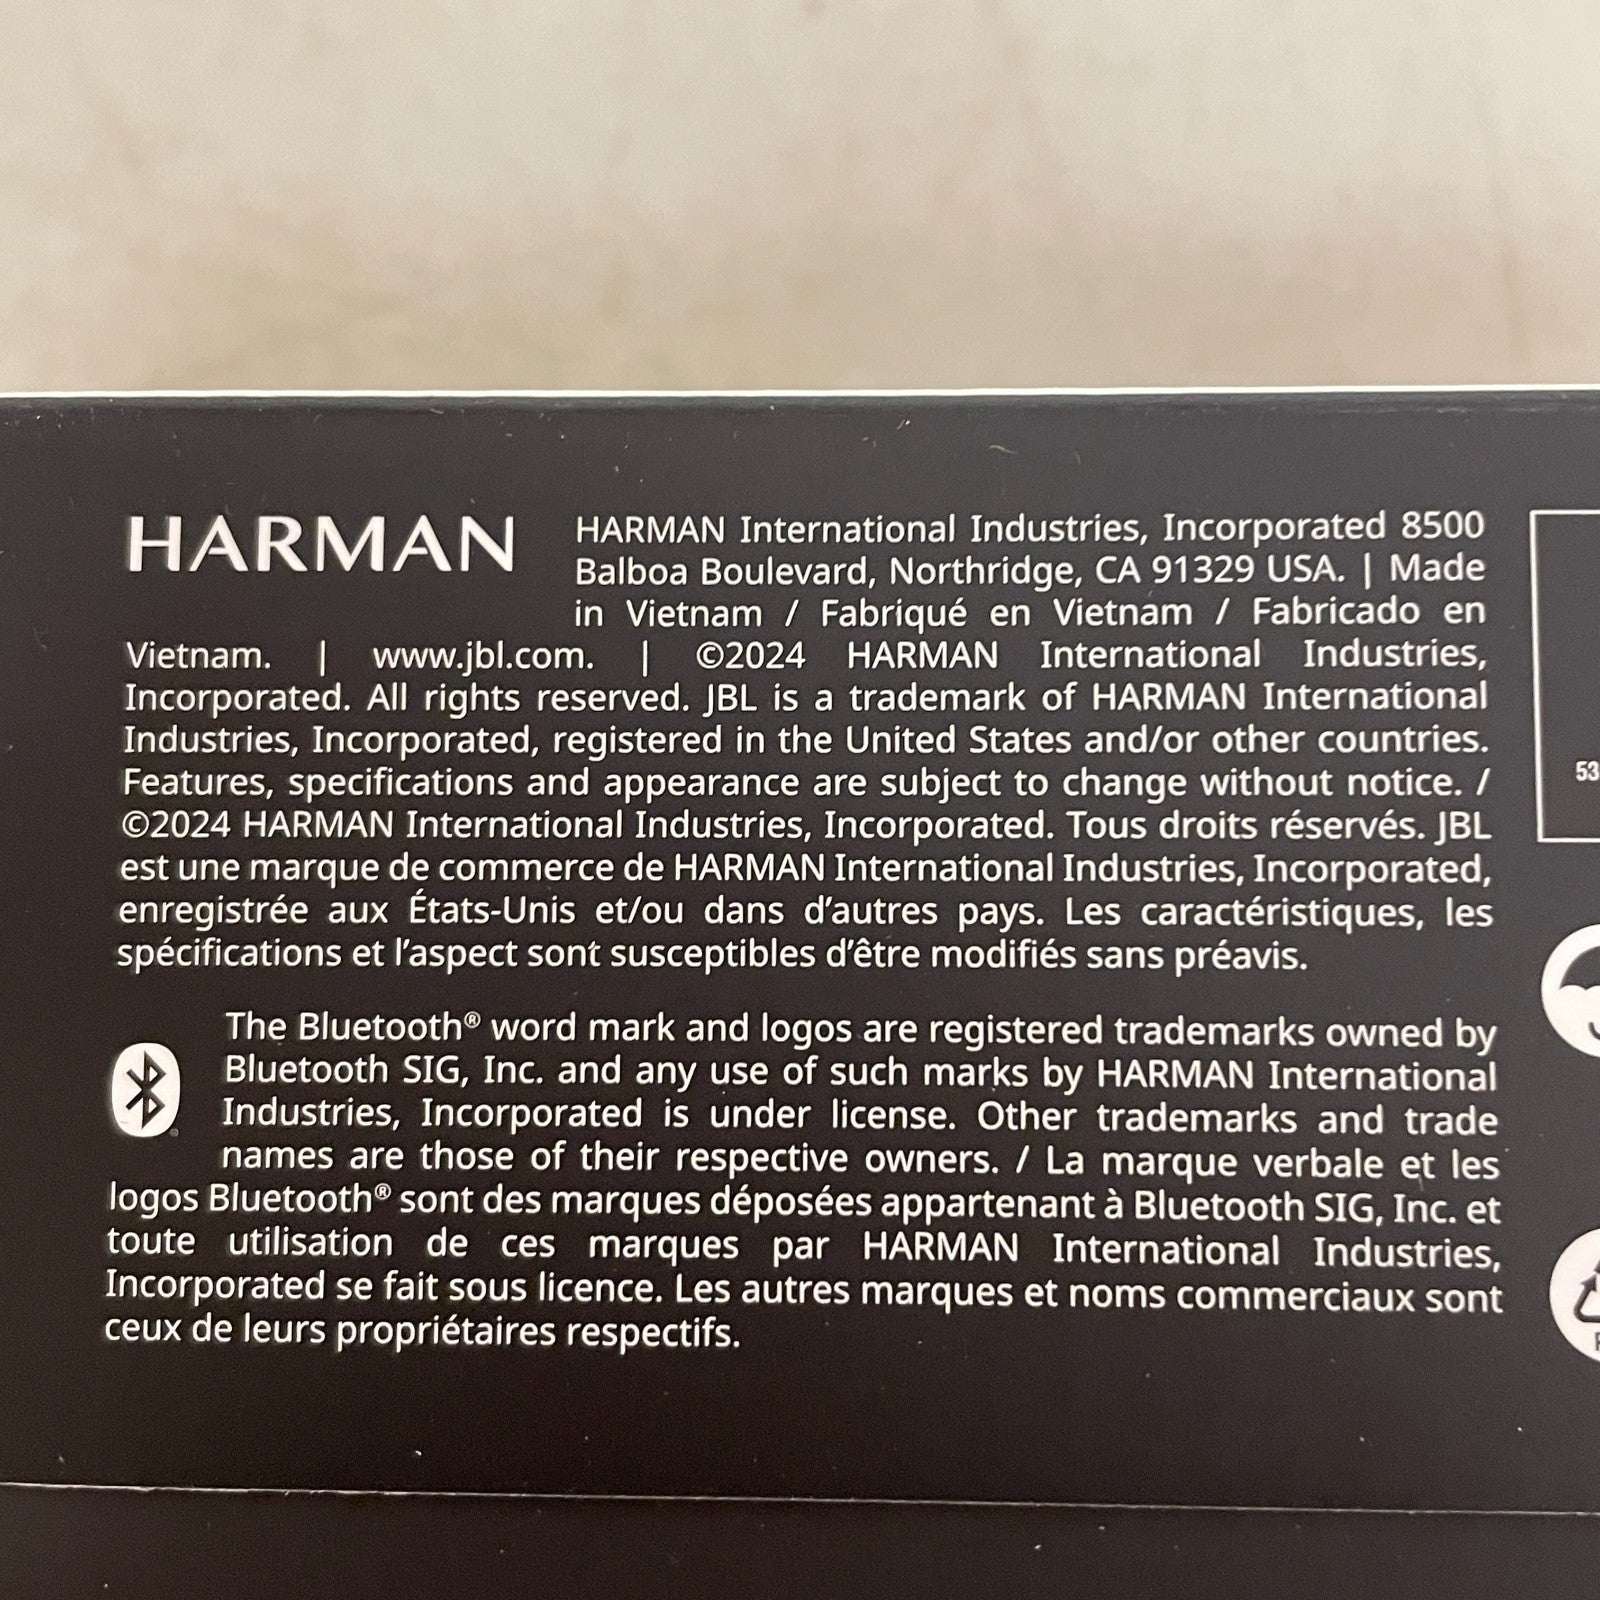 HARMAN
HARMAN International Industries, Incorporated 8500
Balboa Boulevard, Northridge, CA 91329 USA. | Made
in Vietnam / Fabriqué en Vietnam / Fabricado en
Vietnam. | www.jbl.com. | ©2024 HARMAN International Industries,
Incorporated. All rights reserved. JBL is a trademark of HARMAN International
Industries, Incorporated, registered in the United States and/or other countries.
Features, specifications and appearance are subject to change without notice. /
©2024 HARMAN International Industries, Incorporated. Tous droits réservés. JBL
est une marque de commerce de HARMAN International Industries, Incorporated,
enregistrée aux États-Unis et/ou dans d’autres pays. Les caractéristiques, les
spécifications et l’aspect sont susceptibles d’être modifiés sans préavis.
The Bluetooth® word mark and logos are registered trademarks owned by
Bluetooth SIG, Inc. and any use of such marks by HARMAN International
Industries, Incorporated is under license. Other trademarks and trade
names are those of their respective owners. / La marque verbale et les
logos Bluetooth® sont des marques déposées appartenant à Bluetooth SIG, Inc. et
toute utilisation de ces marques par HARMAN International Industries,
Incorporated se fait sous licence. Les autres marques et noms commerciaux sont
ceux de leurs propriétaires respectifs.
53